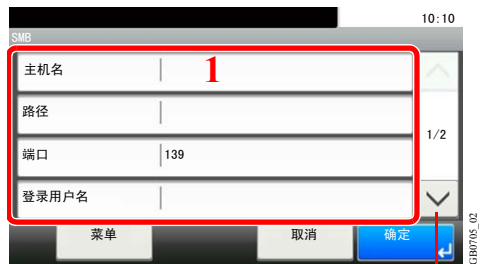 10:10
SMB
主机名
1
路径
1/2
端口 139
登录用户名
菜单 取消 确定
GB0705_02